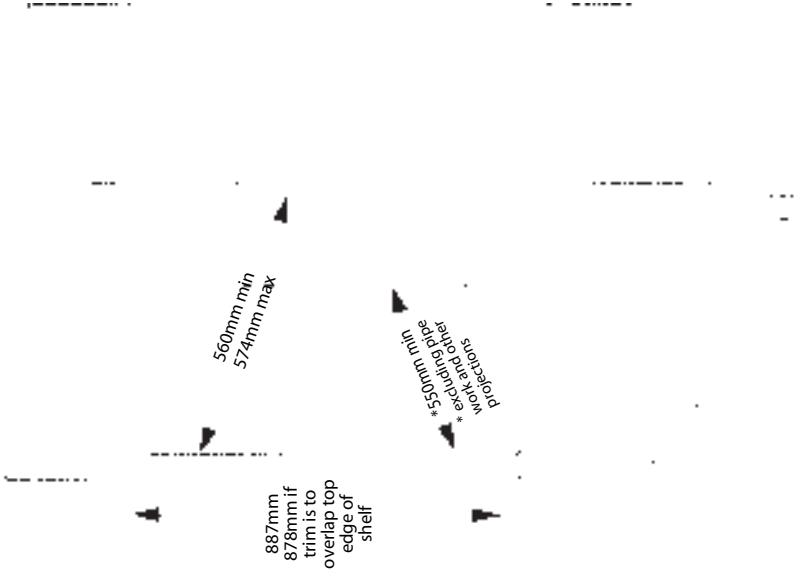 560mm min
574mm max
*550mm min
* excluding pipe
work and other
projections
887mm
878mm if
trim is to
overlap top
edge of
shelf